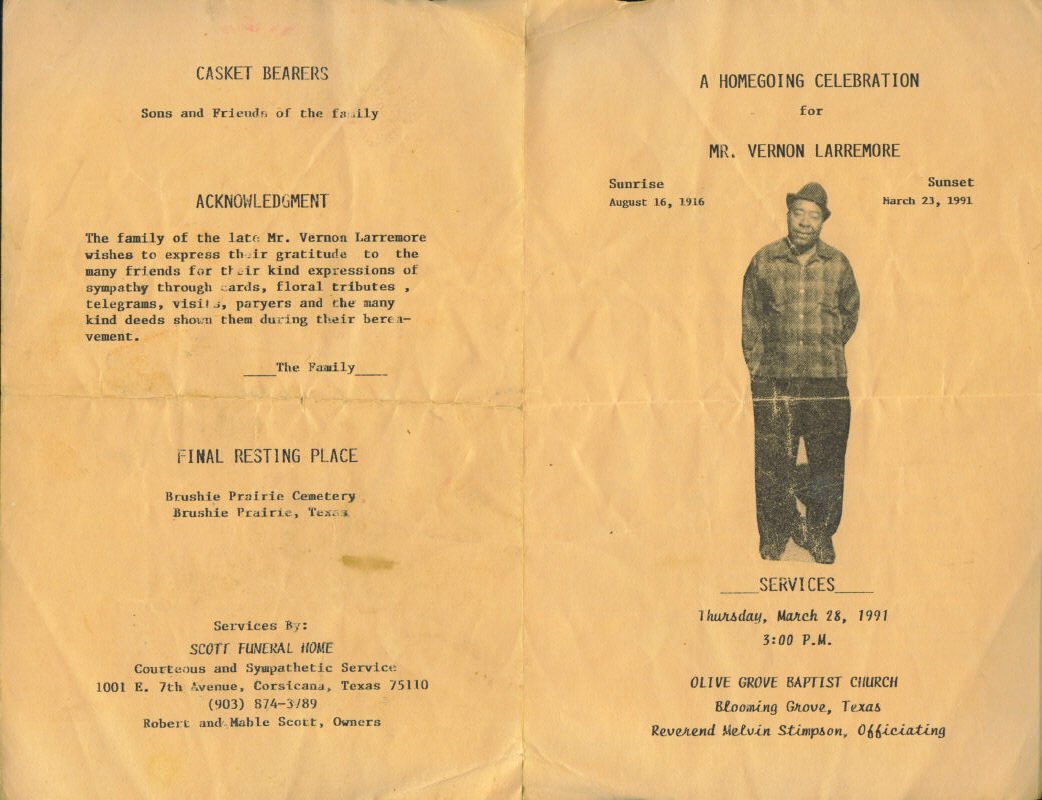 CASKET BEARERS
Sons and Friends of the family
ACKNOWLEDGMENT
The family of the late Mr. Vernon Larremore
wishes to express their gratitude to the
many friends for their kind expressions of
sympathy through cards, floral tributes ,
telegrams, visits, paryers and the many
kind deeds shown them during their berea-
vement.
____The Family____
FINAL RESTING PLACE
Brushie Prairie Cemetery
Brushie Prairie, Texas
Services By:
SCOTT FUNERAL HOME
Courteous and Sympathetic Service
1001 E. 7th Avenue, Corsicana, Texas 75110
(903) 874-3789
Robert and Mable Scott, Owners
A HOMEGOING CELEBRATION
for
MR. VERNON LARREMORE
Sunrise
August 16, 1916
Sunset
March 23, 1991
____SERVICES____
Thursday, March 28, 1991
3:00 P.M.
OLIVE GROVE BAPTIST CHURCH
Blooming Grove, Texas
Reverend Melvin Stimpson, Officiating